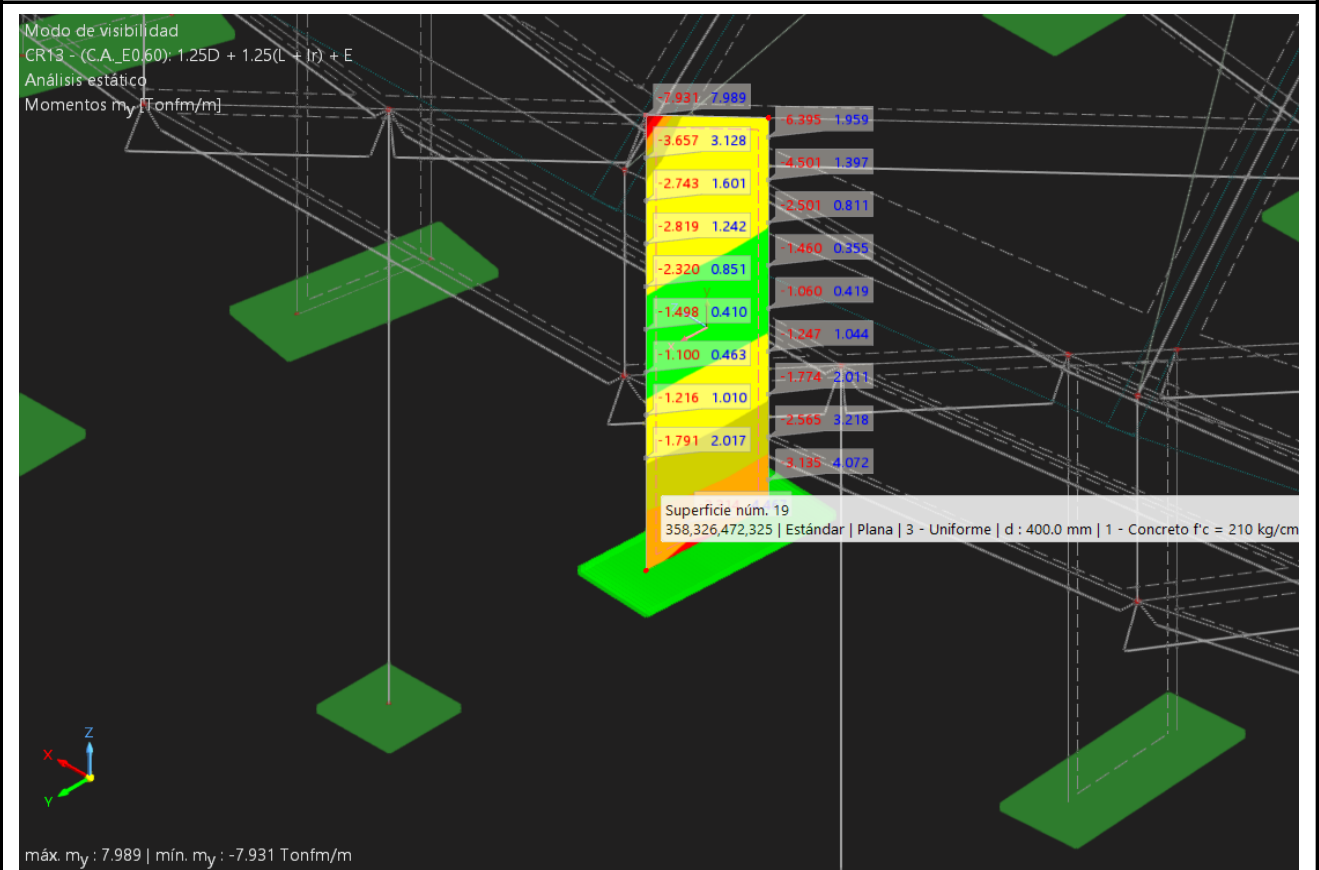 Modo de visibilidad
CR13 - (C.A._E0.60): 1.25D + 1.25(L + Ir) + E
Análisis estático
Momentos my [Tonfm/m]
-7.931 7.989
6.395 1.959
-3.657 3.128
-4.501 1.397
-2.743 1.601
-2.501 0.811
-2.819 1.242
-1.460 0.355
-2.320 0.851
-1.060 0.419
y
-1.498 0.410
-1.247 1.044
-1.100 0.463
-1.774 2.011
-1.216 1.010
-2.565 3.218
-1.791 2.017
3.135 4.072
Superficie núm. 19
358,326,472,325 | Estándar | Plana | 3 - Uniforme | d : 400.0 mm | 1 - Concreto f'c = 210 kg/cm
Z
X
Y
máx. my : 7.989 | mín. my : -7.931 Tonfm/m